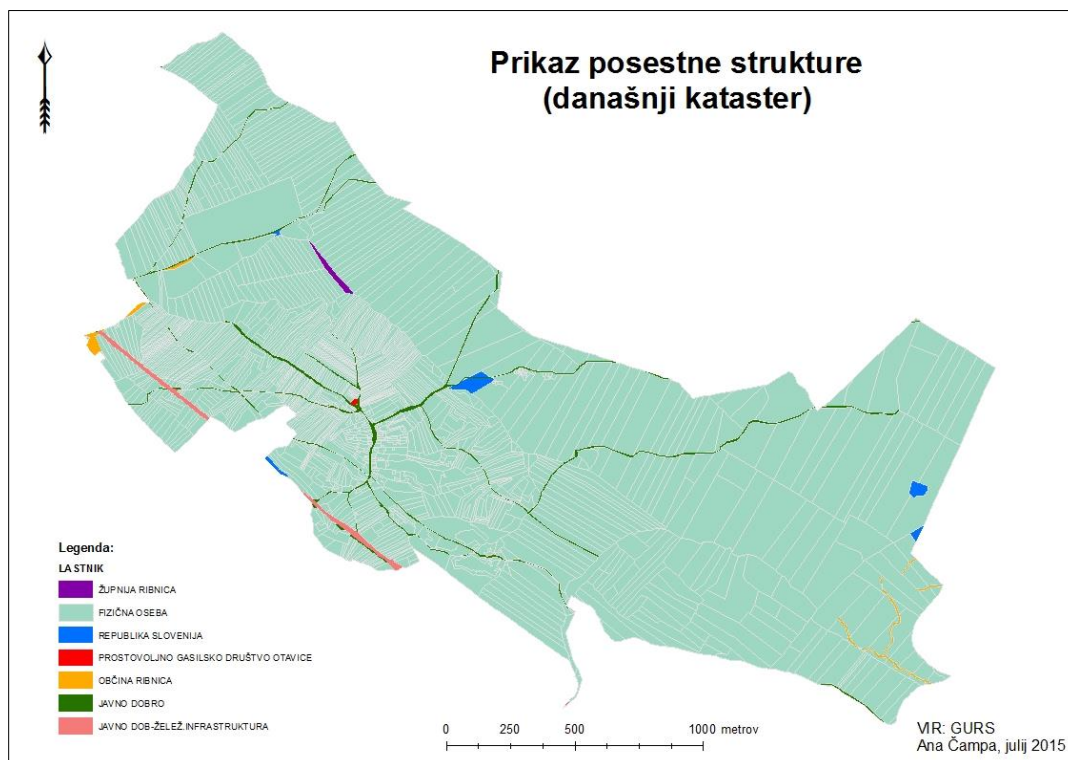 Prikaz posestne strukture
(današnji kataster)
Legenda:
LASTNIK
ŽUPNIJA RIBNICA
FIZIČNA OSEBA
REPUBLIKA SLOVENIJA
PROSTOVOLJNO GASILSKO DRUŠTVO OTAVICE
OBČINA RIBNICA
JAVNO DOBRO
JAVNO DOB-ŽELEŽ.INFRASTRUKTURA
0 250 500 1000 metrov
VIR: GURS
Ana Čampa, julij 2015